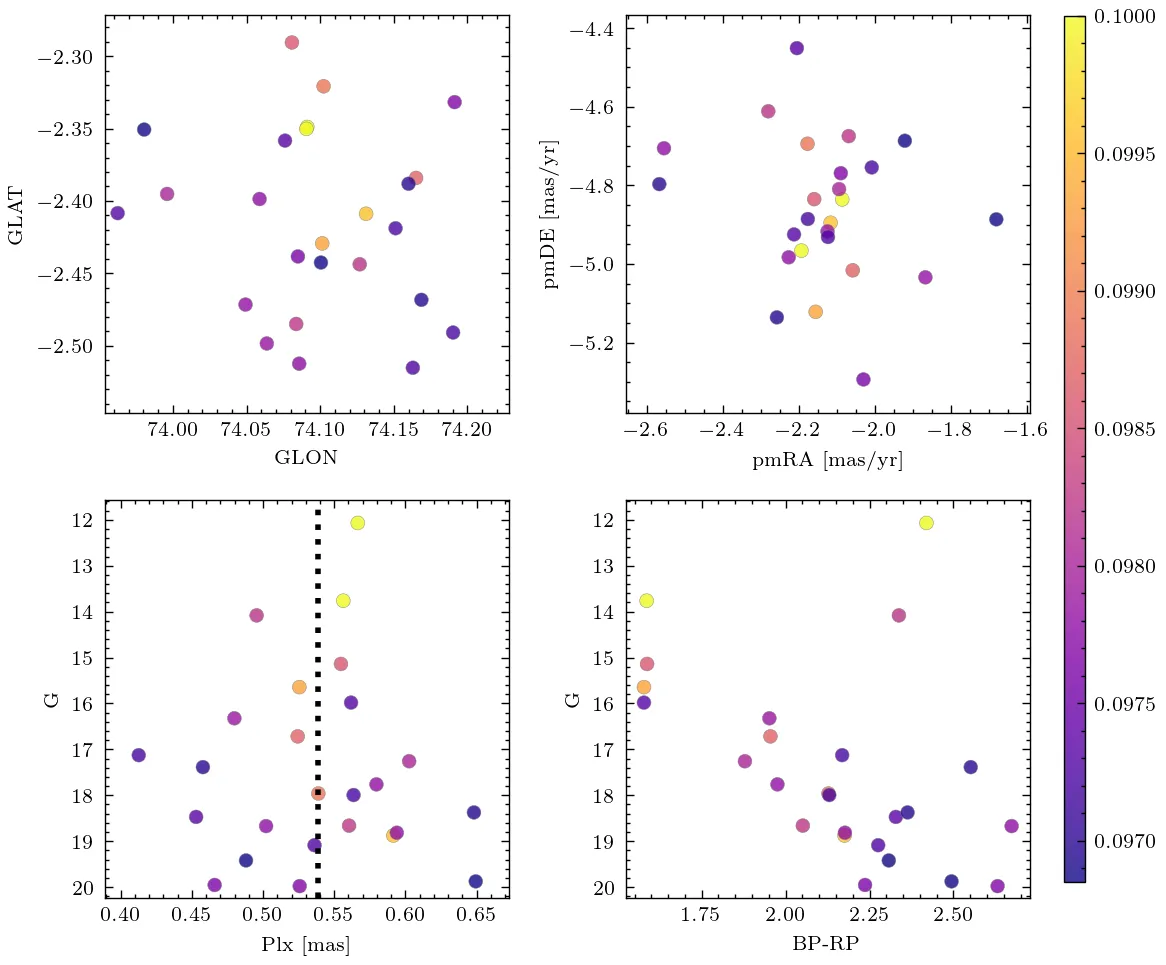 −2.30
−2.35
−2.40
−2.45
−2.50
GLAT
74.00 74.05 74.10 74.15 74.20
GLON
−4.4
−4.6
−4.8
−5.0
−5.2
pmDE [mas/yr]
−2.6 −2.4 −2.2 −2.0 −1.8 −1.6
pmRA [mas/yr]
12
13
14
15
16
17
18
19
20
G
0.40 0.45 0.50 0.55 0.60 0.65
Plx [mas]
12
13
14
15
16
17
18
19
20
G
1.75 2.00 2.25 2.50
BP-RP
0.1000
0.0995
0.0990
0.0985
0.0980
0.0975
0.0970